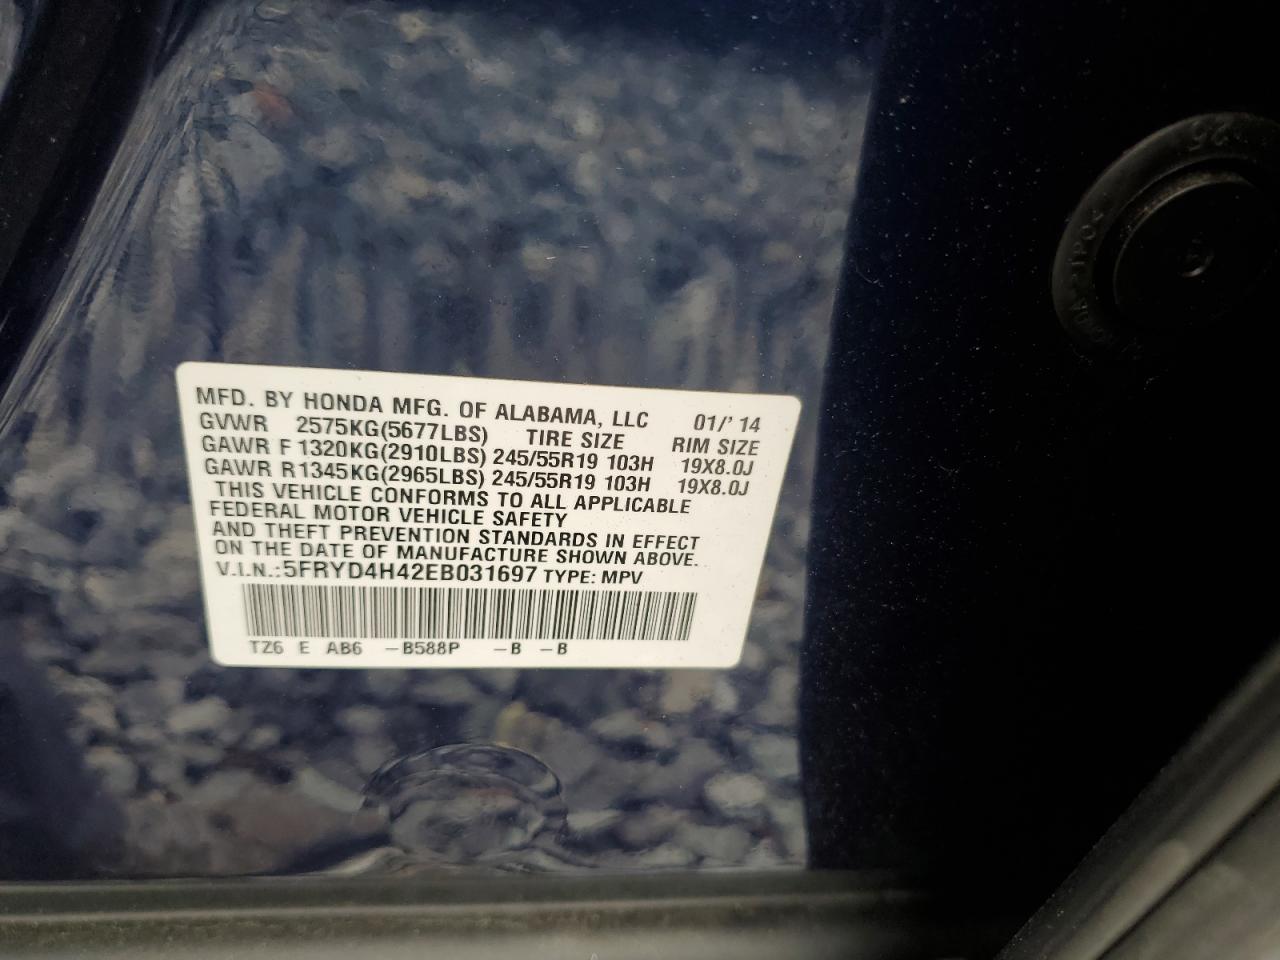 MFD. BY HONDA MFG. OF ALABAMA, LLC 01/' 14
GVWR 2575KG(5677LBS) TIRE SIZE RIM SIZE
GAWR F 1320KG(2910LBS) 245/55R19 103H 19X8.0J
GAWR R1345KG(2965LBS) 245/55R19 103H 19X8.0J
THIS VEHICLE CONFORMS TO ALL APPLICABLE
FEDERAL MOTOR VEHICLE SAFETY
AND THEFT PREVENTION STANDARDS IN EFFECT
ON THE DATE OF MANUFACTURE SHOWN ABOVE.
V.I.N.:5FRYD4H42EB031697 TYPE: MPV
TZ6 E AB6 -B588P -B -B